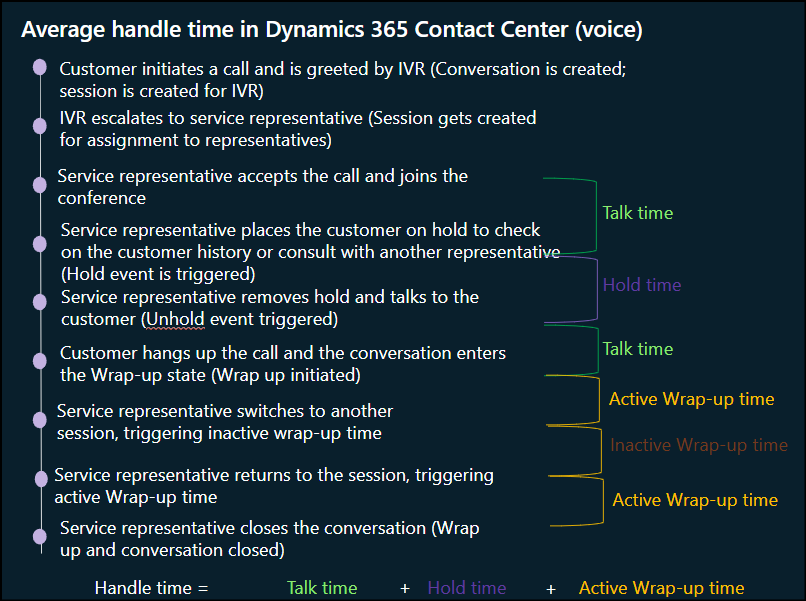 Average handle time in Dynamics 365 Contact Center (voice)
Customer initiates a call and is greeted by IVR (Conversation is created;
session is created for IVR)
IVR escalates to service representative (Session gets created
for assignment to representatives)
Service representative accepts the call and joins the
conference
Talk time
Service representative places the customer on hold to check
on the customer history or consult with another representative
(Hold event is triggered)
Hold time
Service representative removes hold and talks to the
customer (Unhold event triggered)
Talk time
Customer hangs up the call and the conversation enters
the Wrap-up state (Wrap up initiated)
Active Wrap-up time
Service representative switches to another
session, triggering inactive wrap-up time
Inactive Wrap-up time
Service representative returns to the session, triggering
active Wrap-up time
Active Wrap-up time
Service representative closes the conversation (Wrap
up and conversation closed)
Handle time = Talk time + Hold time + Active Wrap-up time